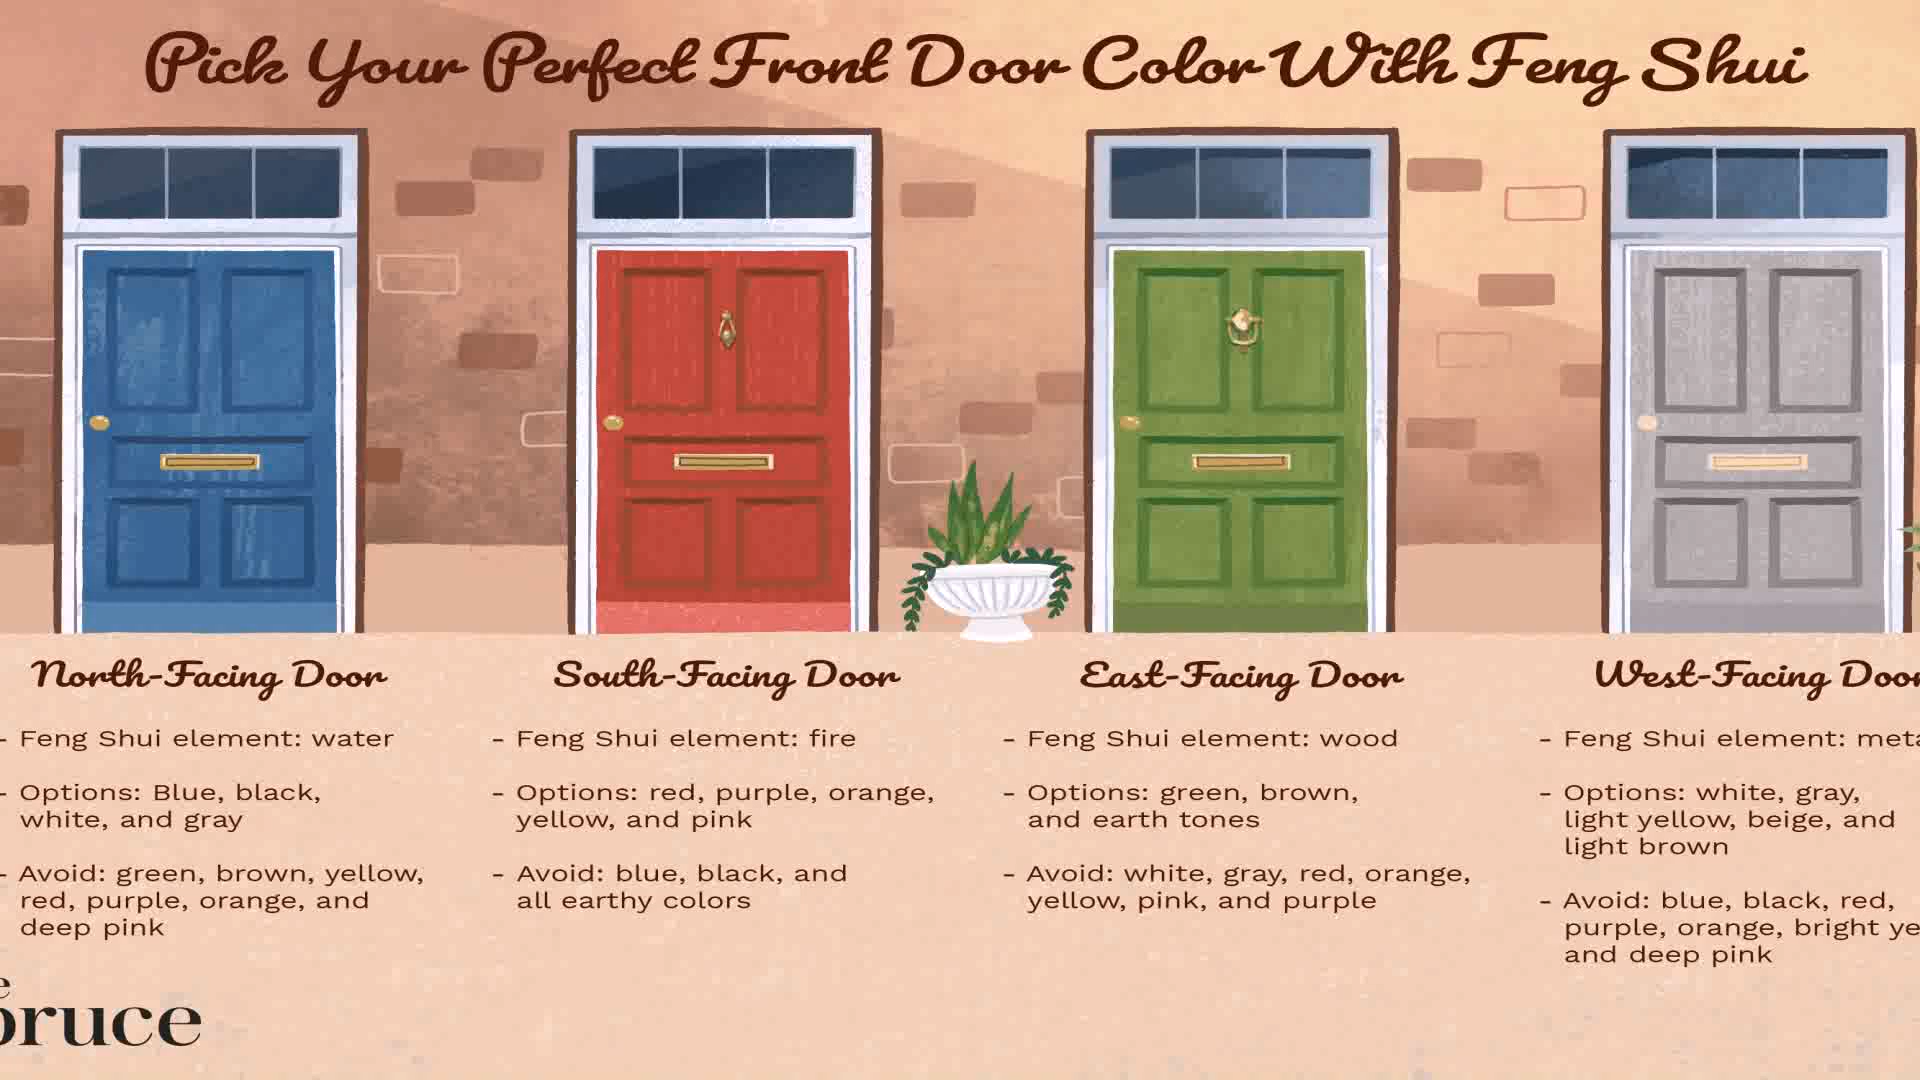 Pick Your Perfect Front Door Color With Feng Shui
North-Facing Door
- Feng Shui element: water
- Options: Blue, black,
white, and gray
- Avoid: green, brown, yellow,
red, purple, orange, and
deep pink
South-Facing Door
- Feng Shui element: fire
- Options: red, purple, orange,
yellow, and pink
- Avoid: blue, black, and
all earthy colors
East-Facing Door
- Feng Shui element: wood
- Options: green, brown,
and earth tones
- Avoid: white, gray, red, orange,
yellow, pink, and purple
West-Facing Door
- Feng Shui element:
- Options: white, gray,
light yellow, beige, and
light brown
- Avoid: blue, black, red,
purple, orange, bright
and deep pink